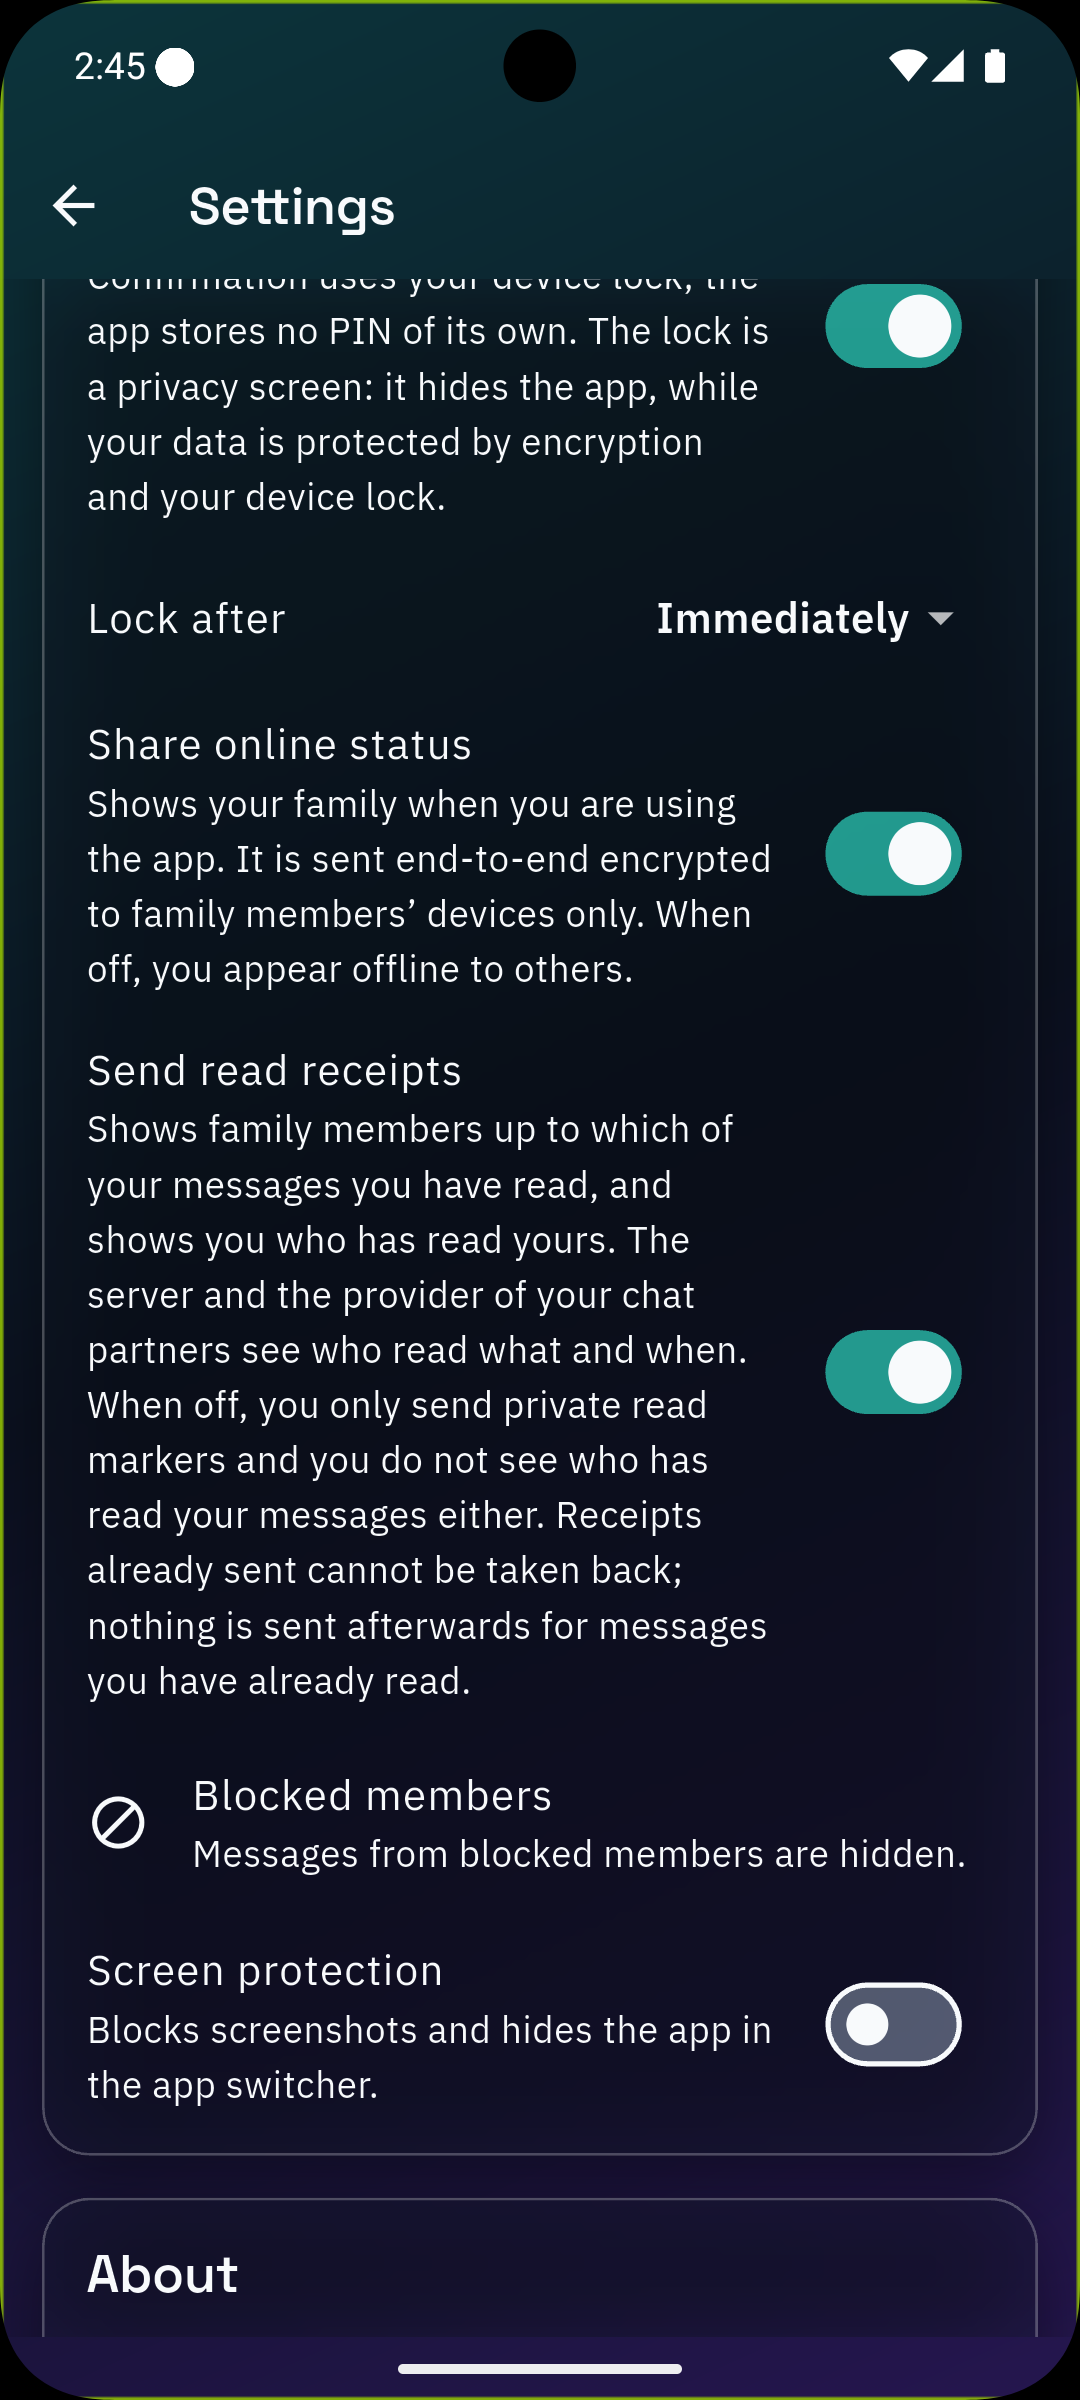 2:45
Settings
Confirmation uses your device lock, the
app stores no PIN of its own. The lock is
a privacy screen: it hides the app, while
your data is protected by encryption
and your device lock.
Lock after
Immediately
Share online status
Shows your family when you are using
the app. It is sent end-to-end encrypted
to family members’ devices only. When
off, you appear offline to others.
Send read receipts
Shows family members up to which of
your messages you have read, and
shows you who has read yours. The
server and the provider of your chat
partners see who read what and when.
When off, you only send private read
markers and you do not see who has
read your messages either. Receipts
already sent cannot be taken back;
nothing is sent afterwards for messages
you have already read.
Blocked members
Messages from blocked members are hidden.
Screen protection
Blocks screenshots and hides the app in
the app switcher.
About